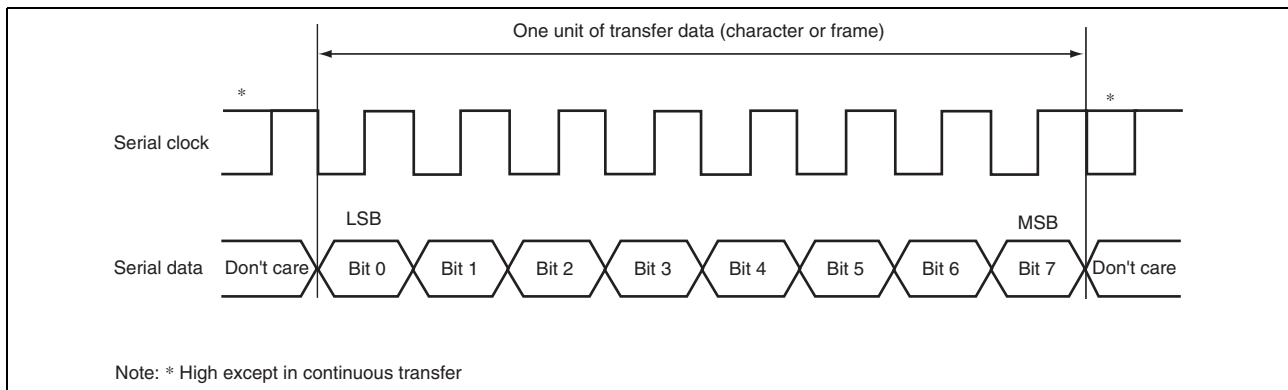 One unit of transfer data (character or frame)
* *
Serial clock
LSB MSB
Serial data Don't care Bit 0 Bit 1 Bit 2 Bit 3 Bit 4 Bit 5 Bit 6 Bit 7 Don't care
Note: * High except in continuous transfer